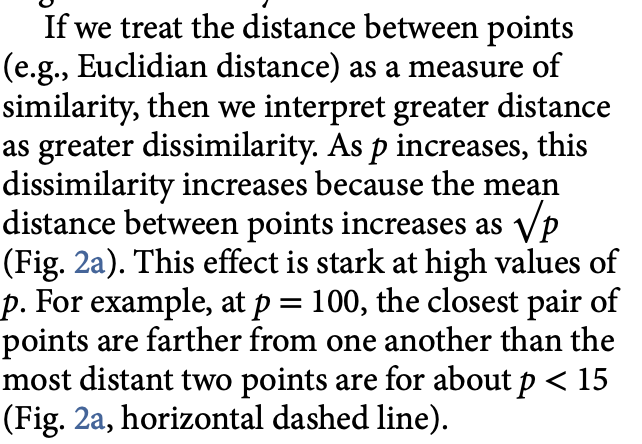 If we treat the distance between points
(e.g., Euclidian distance) as a measure of
similarity, then we interpret greater distance
as greater dissimilarity. As p increases, this
dissimilarity increases because the mean
distance between points increases as √p
(Fig. 2a). This effect is stark at high values of
p. For example, at p = 100, the closest pair of
points are farther from one another than the
most distant two points are for about p < 15
(Fig. 2a, horizontal dashed line).